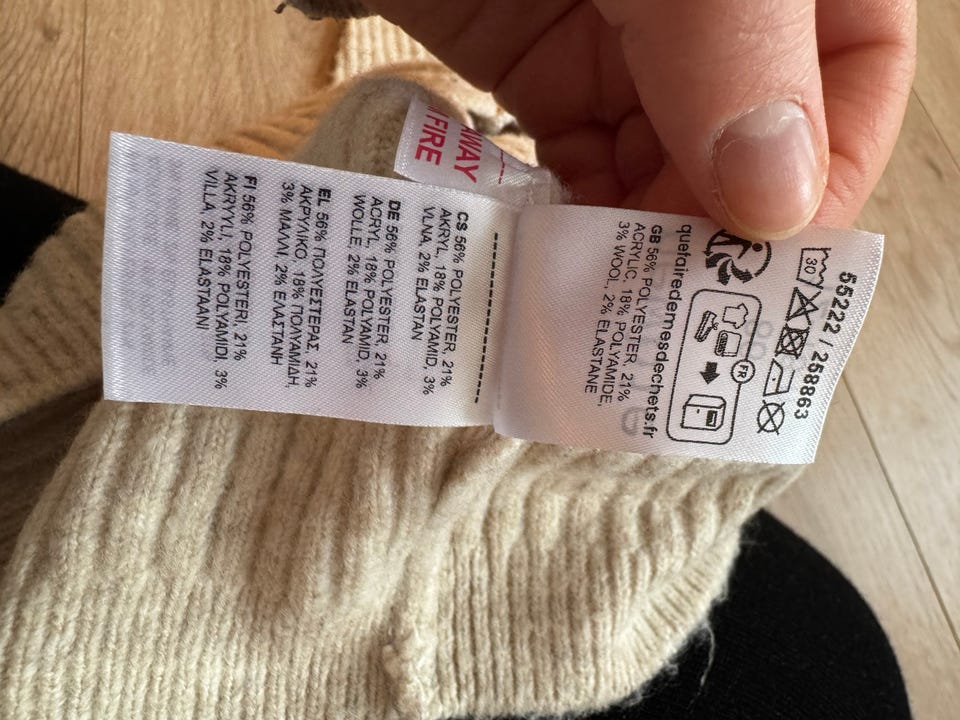 55222 / 258863
30
FR
quefairedemesdechets.fr
GB 56% POLYESTER, 21%
ACRYLIC, 18% POLYAMIDE,
3% WOOL, 2% ELASTANE
CS 56% POLYESTER, 21%
AKRYL, 18% POLYAMID, 3%
VLNA, 2% ELASTAN
DE 56% POLYESTER, 21%
ACRYL, 18% POLYAMID, 3%
WOLLE, 2% ELASTAN
EL 56% ΠΟΛΥΕΣΤΕΡΑΣ, 21%
ΑΚΡΥΛΙΚΟ, 18% ΠΟΛΥΑΜΙΔΗ,
3% ΜΑΛΛΙ, 2% ΕΛΑΣΤΑΝΗ
FI 56% POLYESTERI, 21%
AKRYYLI, 18% POLYAMIDI, 3%
VILLA, 2% ELASTAANI
AWAY
FIRE